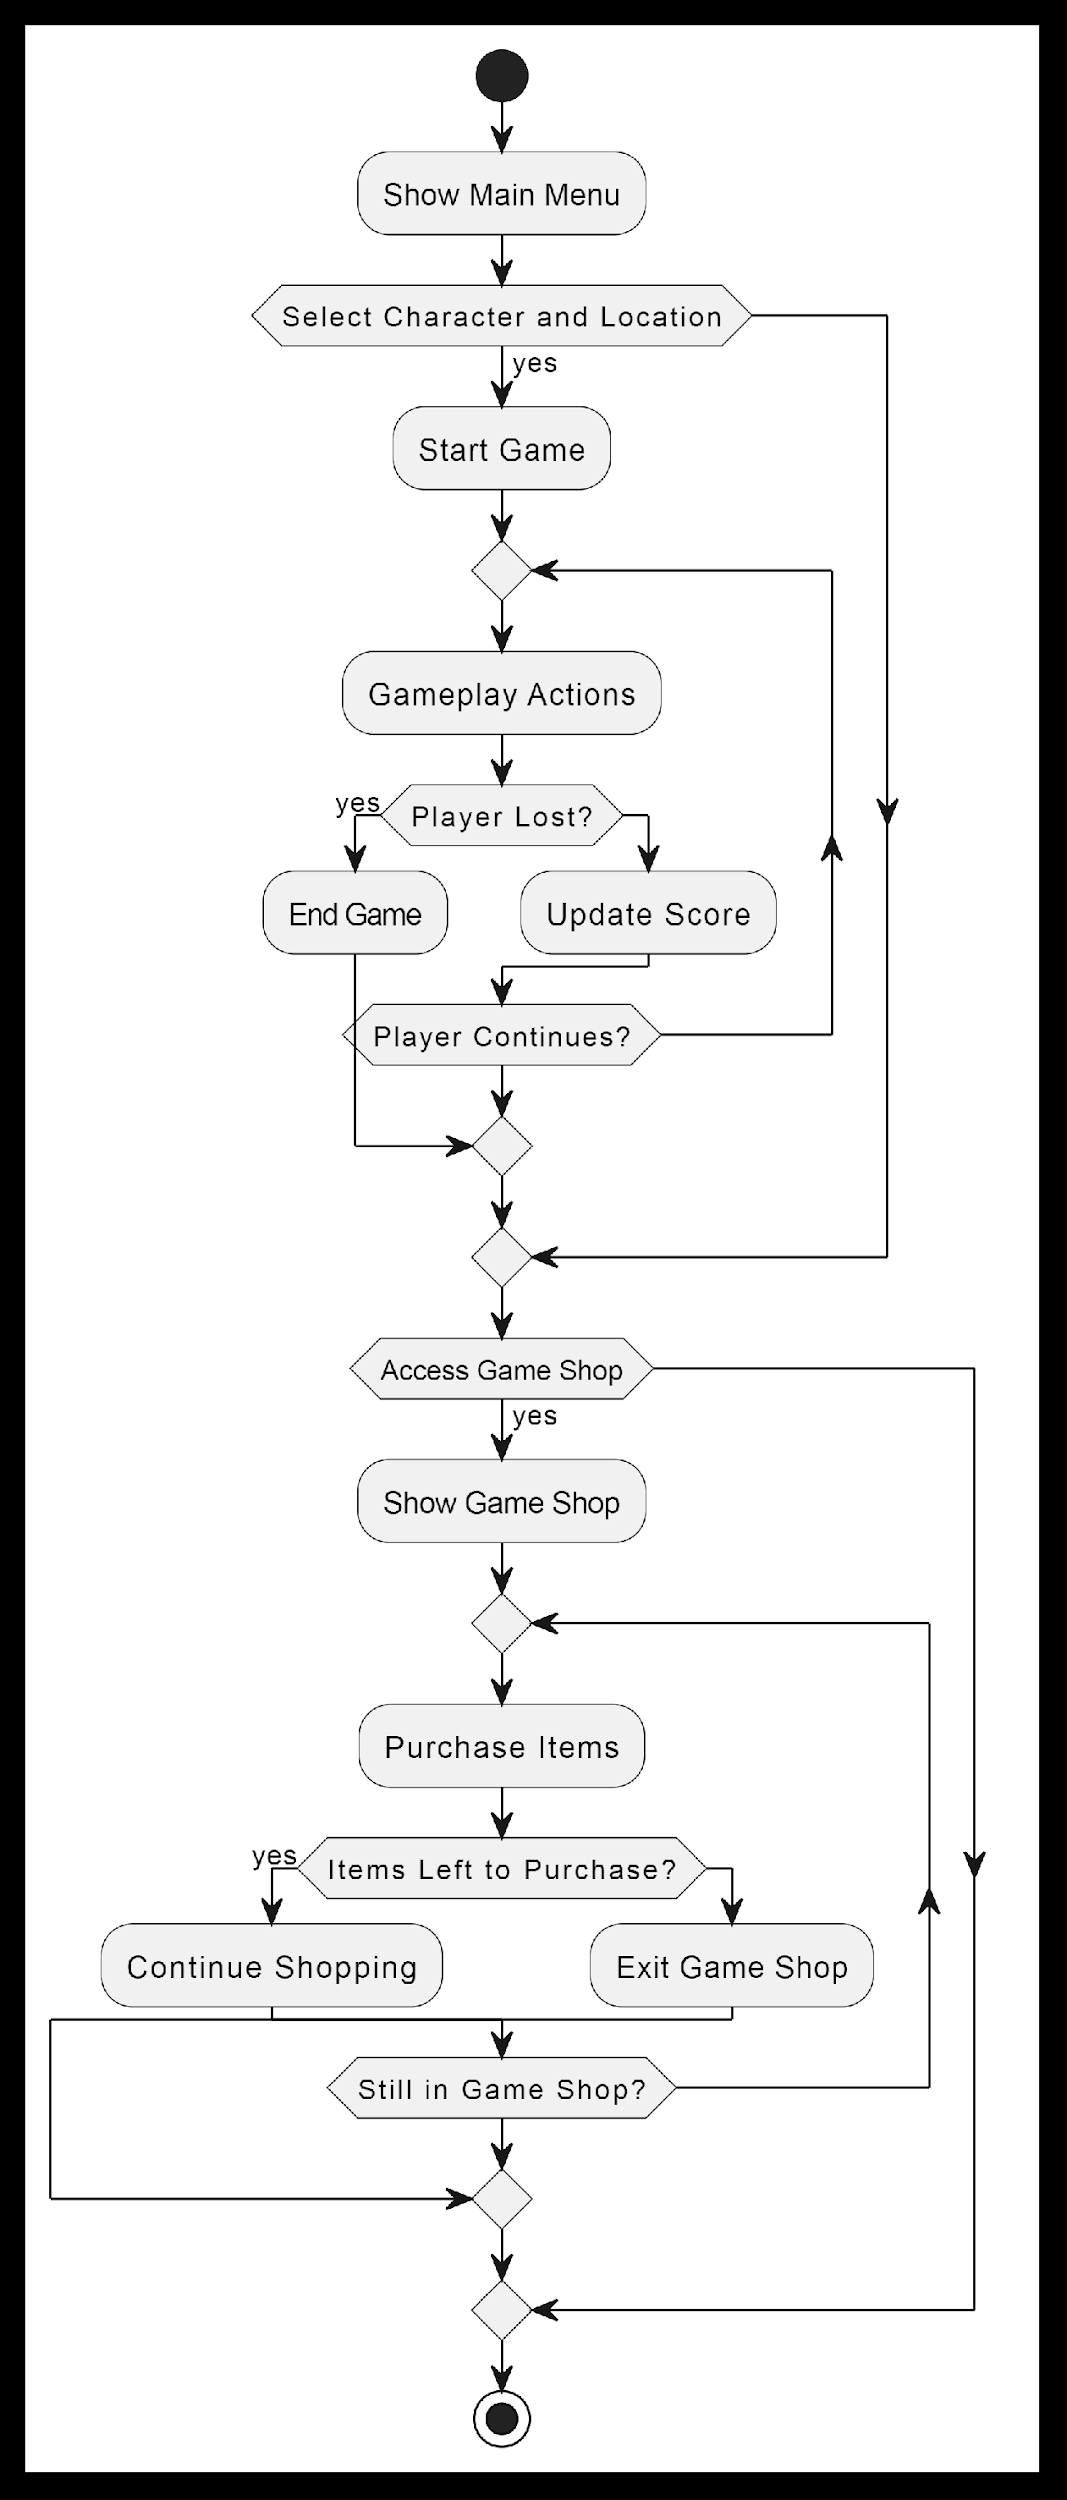 Show Main Menu
Select Character and Location
yes
Start Game
Gameplay Actions
yes
Player Lost?
End Game
Update Score
Player Continues?
Access Game Shop
yes
Show Game Shop
Purchase Items
yes
Items Left to Purchase?
Continue Shopping
Exit Game Shop
Still in Game Shop?